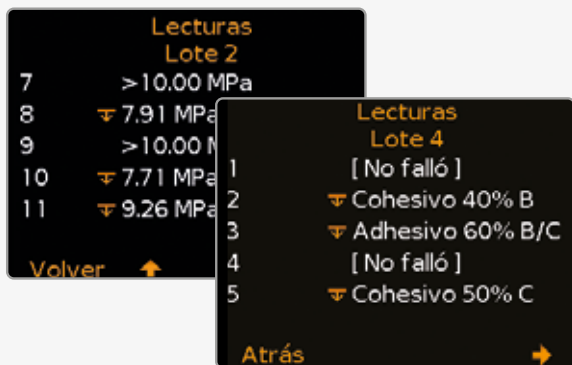 Lecturas
Lote 2
7 >10.00 MPa
8 7.91 MPa
9 >10.00
10 7.71 MPa
11 9.26 MPa
Volver
Lecturas
Lote 4
1 [ No falló ]
2 Cohesivo 40% B
3 Adhesivo 60% B/C
4 [ No falló ]
5 Cohesivo 50% C
Atrás